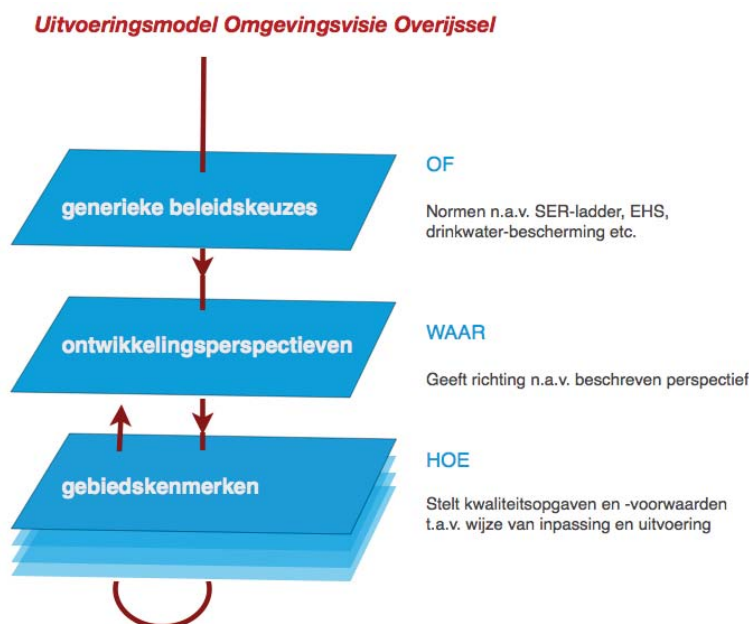 Uitvoeringsmodel Omgevingsvisie Overijssel
generieke beleidskeuzes
OF
Normen n.a.v. SER-ladder, EHS,
drinkwater-bescherming etc.
ontwikkelingsperspectieven
WAAR
Geeft richting n.a.v. beschreven perspectief
gebiedskenmerken
HOE
Stelt kwaliteitsopgaven en -voorwaarden
t.a.v. wijze van inpassing en uitvoering